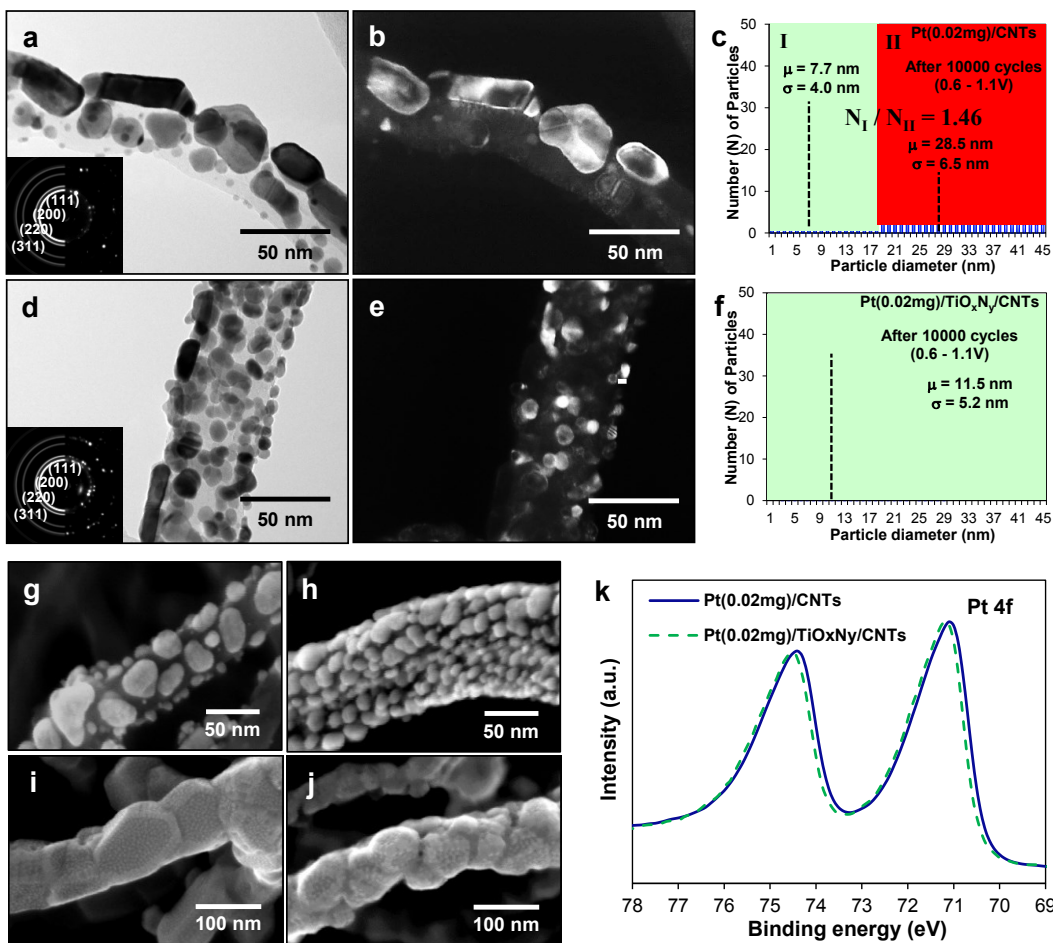 a
(111)
(200)
(220)
(311)
50 nm
b
50 nm
c
Number (N) of Particles
50
40
30
20
10
0
I
μ = 7.7 nm
σ = 4.0 nm
II
Pt(0.02mg)/CNTs
After 10000 cycles
(0.6 - 1.1V)
N_I / N_II = 1.46
μ = 28.5 nm
σ = 6.5 nm
1 5 9 13 17 21 25 29 33 37 41 45
Particle diameter (nm)
d
(111)
(200)
(220)
(311)
50 nm
e
50 nm
f
Number (N) of Particles
50
40
30
20
10
0
Pt(0.02mg)/TiOₓNᵧ/CNTs
After 10000 cycles
(0.6 - 1.1V)
μ = 11.5 nm
σ = 5.2 nm
1 5 9 13 17 21 25 29 33 37 41 45
Particle diameter (nm)
g
50 nm
h
50 nm
i
100 nm
j
100 nm
k
Pt(0.02mg)/CNTs
Pt(0.02mg)/TiOxNy/CNTs
Pt 4f
Intensity (a.u.)
78 77 76 75 74 73 72 71 70 69
Binding energy (eV)